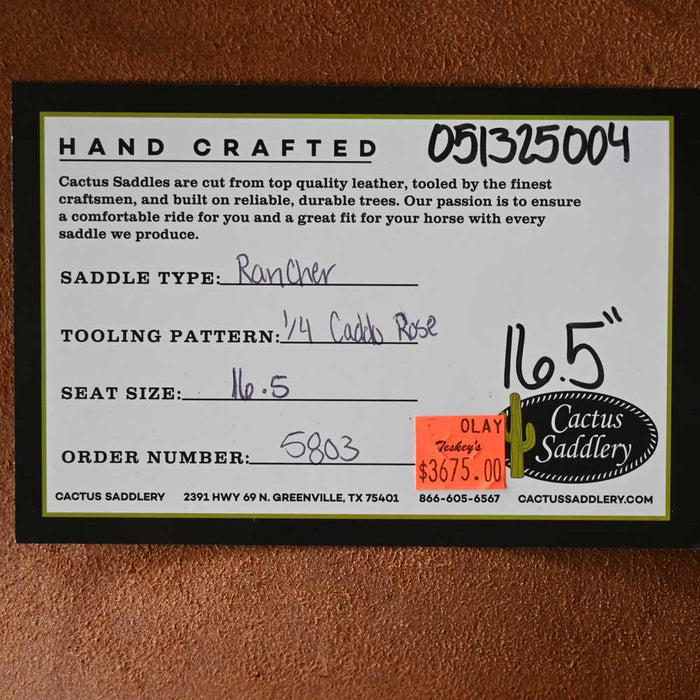 HAND CRAFTED
051325004
Cactus Saddles are cut from top quality leather, tooled by the finest
craftsmen, and built on reliable, durable trees. Our passion is to ensure
a comfortable ride for you and a great fit for your horse with every
saddle we produce.
SADDLE TYPE: Rancher
TOOLING PATTERN: 1/4 Caddo Rose
16.5"
SEAT SIZE: 16.5
Cactus
Saddlery
OLAY
Teskey's
$3675.00
ORDER NUMBER: 5803
CACTUS SADDLERY 2391 HWY 69 N. GREENVILLE, TX 75401 866-605-6567 CACTUSSADDLERY.COM